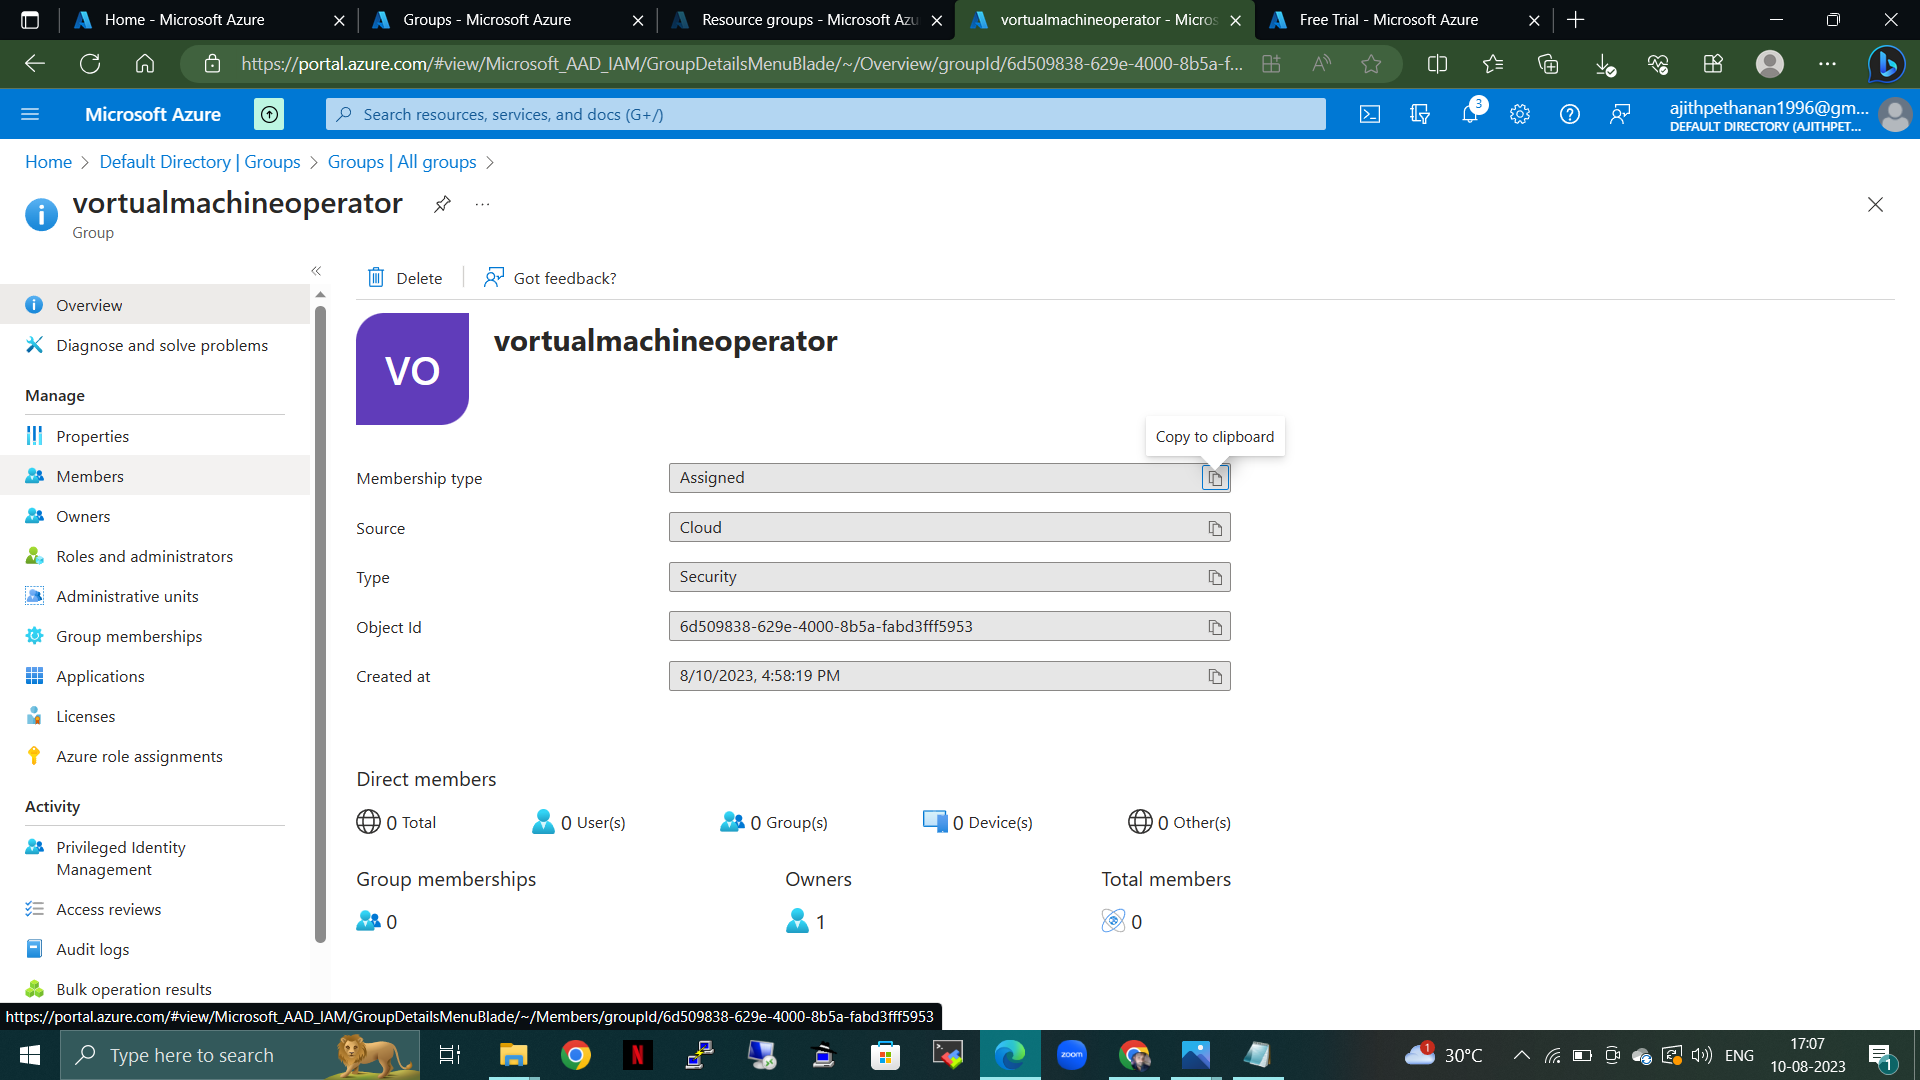 Home - Microsoft Azure
Groups - Microsoft Azure
Resource groups - Microsoft Azu
vortualmachineoperator - Micros
Free Trial - Microsoft Azure
https://portal.azure.com/#view/Microsoft_AAD_IAM/GroupDetailsMenuBlade/~/Overview/groupId/6d509838-629e-4000-8b5a-f...
Microsoft Azure
Search resources, services, and docs (G+/)
3
ajithpethanan1996@gm...
DEFAULT DIRECTORY (AJITHPET...
Home > Default Directory | Groups > Groups | All groups >
vortualmachineoperator
Group
Delete
Got feedback?
Overview
Diagnose and solve problems
Manage
Properties
Members
Owners
Roles and administrators
Administrative units
Group memberships
Applications
Licenses
Azure role assignments
Activity
Privileged Identity
Management
Access reviews
Audit logs
Bulk operation results
VO
vortualmachineoperator
Copy to clipboard
Membership type Assigned
Source Cloud
Type Security
Object Id 6d509838-629e-4000-8b5a-fabd3fff5953
Created at 8/10/2023, 4:58:19 PM
Direct members
0 Total 0 User(s) 0 Group(s) 0 Device(s) 0 Other(s)
Group memberships Owners Total members
0 1 0
https://portal.azure.com/#view/Microsoft_AAD_IAM/GroupDetailsMenuBlade/~/Members/groupId/6d509838-629e-4000-8b5a-fabd3fff5953
Type here to search
N
zoom
1
30°C
ENG
17:07
10-08-2023
1